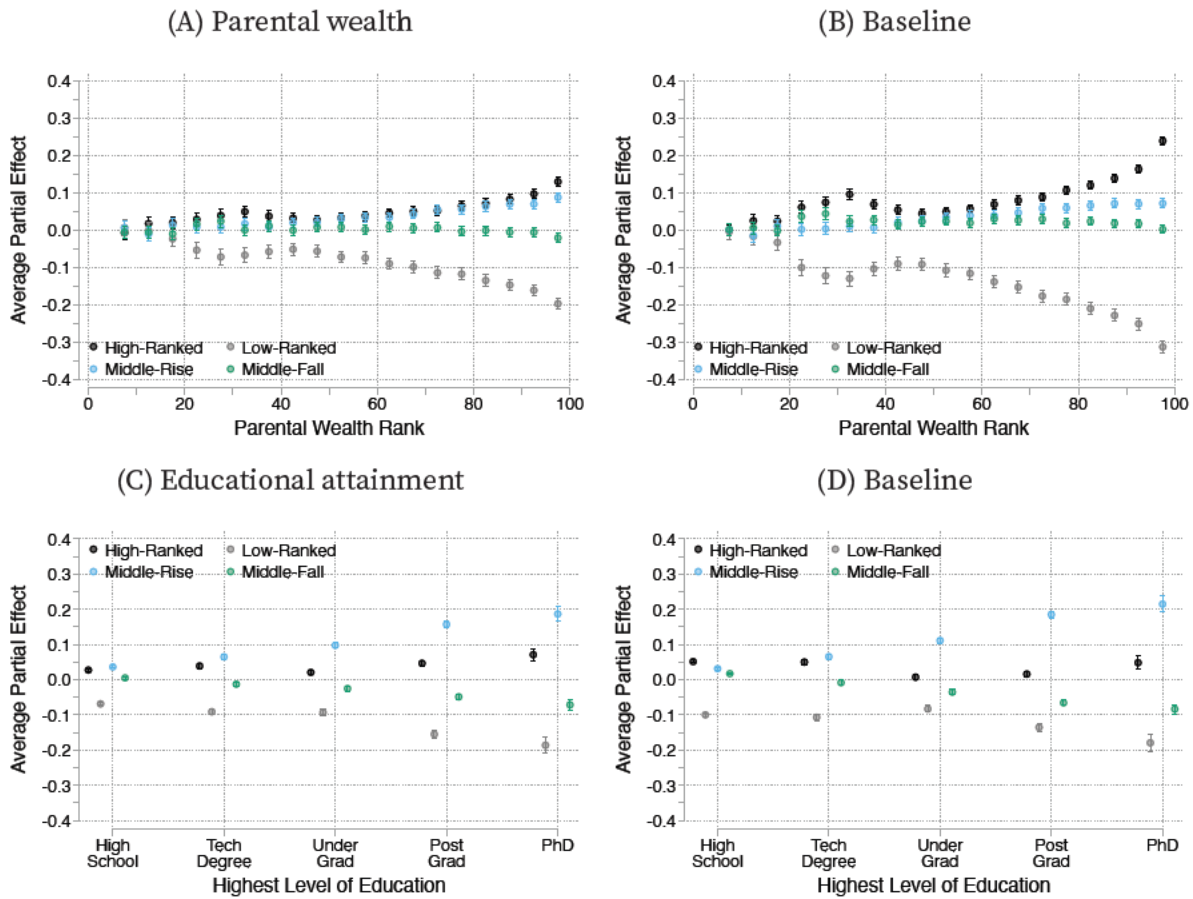 (A) Parental wealth
(B) Baseline
Average Partial Effect
0.4
0.3
0.2
0.1
0.0
-0.1
-0.2
-0.3
-0.4
High-Ranked
Low-Ranked
Middle-Rise
Middle-Fall
0 20 40 60 80 100
Parental Wealth Rank
Average Partial Effect
0.4
0.3
0.2
0.1
0.0
-0.1
-0.2
-0.3
-0.4
High-Ranked
Low-Ranked
Middle-Rise
Middle-Fall
0 20 40 60 80 100
Parental Wealth Rank
(C) Educational attainment
(D) Baseline
Average Partial Effect
0.4
0.3
0.2
0.1
0.0
-0.1
-0.2
-0.3
-0.4
High-Ranked
Low-Ranked
Middle-Rise
Middle-Fall
High School
Tech Degree
Under Grad
Post Grad
PhD
Highest Level of Education
Average Partial Effect
0.4
0.3
0.2
0.1
0.0
-0.1
-0.2
-0.3
-0.4
High-Ranked
Low-Ranked
Middle-Rise
Middle-Fall
High School
Tech Degree
Under Grad
Post Grad
PhD
Highest Level of Education